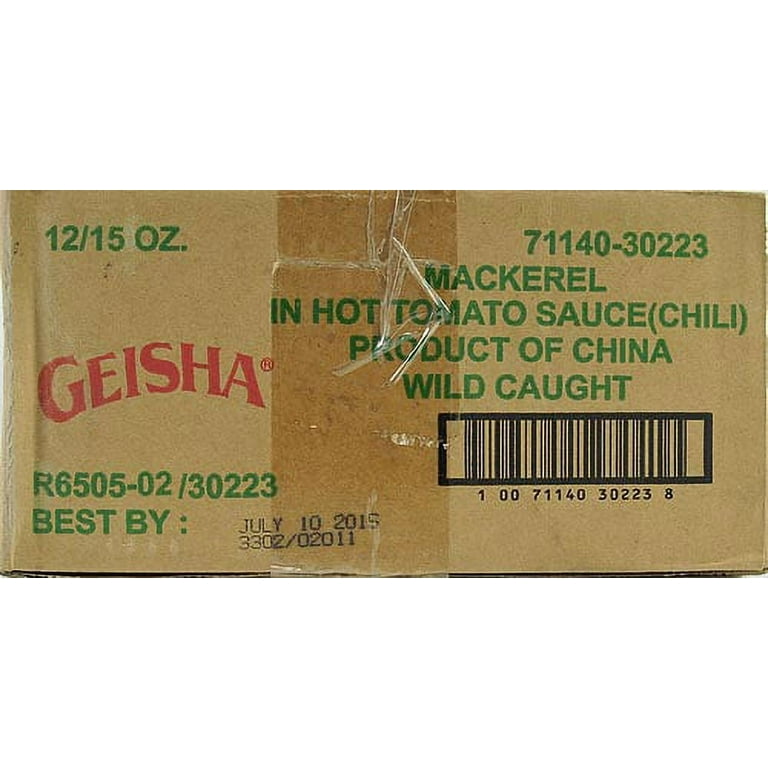 12/15 OZ.
71140-30223
MACKEREL
IN HOT TOMATO SAUCE(CHILI)
PRODUCT OF CHINA
WILD CAUGHT
GEISHA®
1 00 71140 30223 8
R6505-02/30223
BEST BY : JULY 10 2015
3302/02011